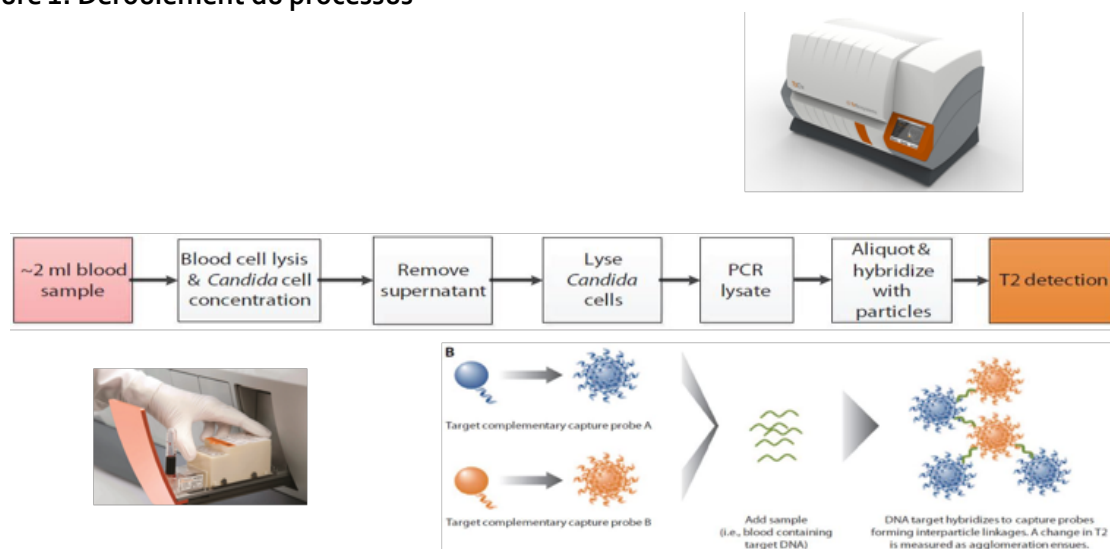 ~2 ml blood
sample
Blood cell lysis
& Candida cell
concentration
Remove
supernatant
Lyse
Candida
cells
PCR
lysate
Aliquot &
hybridize
with
particles
T2 detection
B
Target complementary capture probe A
Target complementary capture probe B
Add sample
(i.e., blood containing
target DNA)
DNA target hybridizes to capture probes
forming interparticle linkages. A change in T2
is measured as agglomeration ensues.